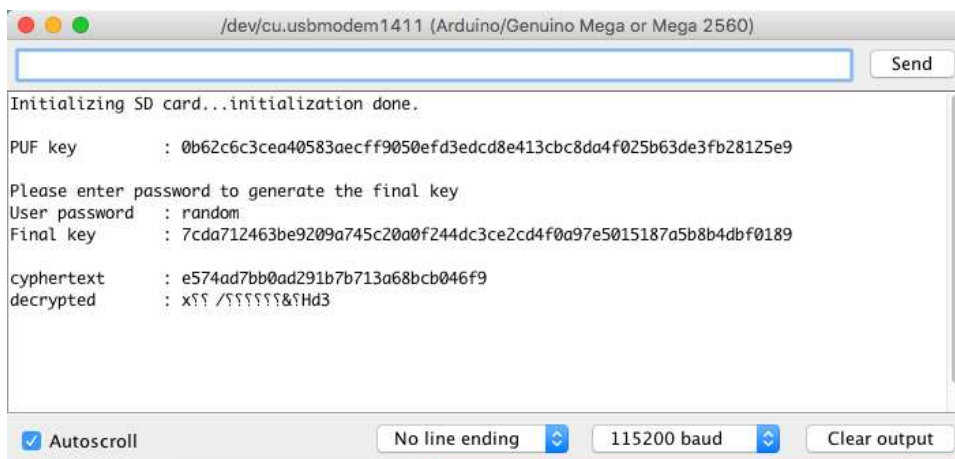 /dev/cu.usbmodem1411 (Arduino/Genuino Mega or Mega 2560)
Send
Initializing SD card...initialization done.
PUF key : 0b62c6c3cea40583aecff9050efd3edcd8e413cbc8da4f025b63de3fb28125e9
Please enter password to generate the final key
User password : random
Final key : 7cda712463be9209a745c20a0f244dc3ce2cd4f0a97e5015187a5b8b4dbf0189
cyphertext : e574ad7bb0ad291b7b713a68bcb046f9
decrypted : x⸮⸮ /⸮⸮⸮⸮⸮⸮&⸮Hd3
Autoscroll
No line ending
115200 baud
Clear output